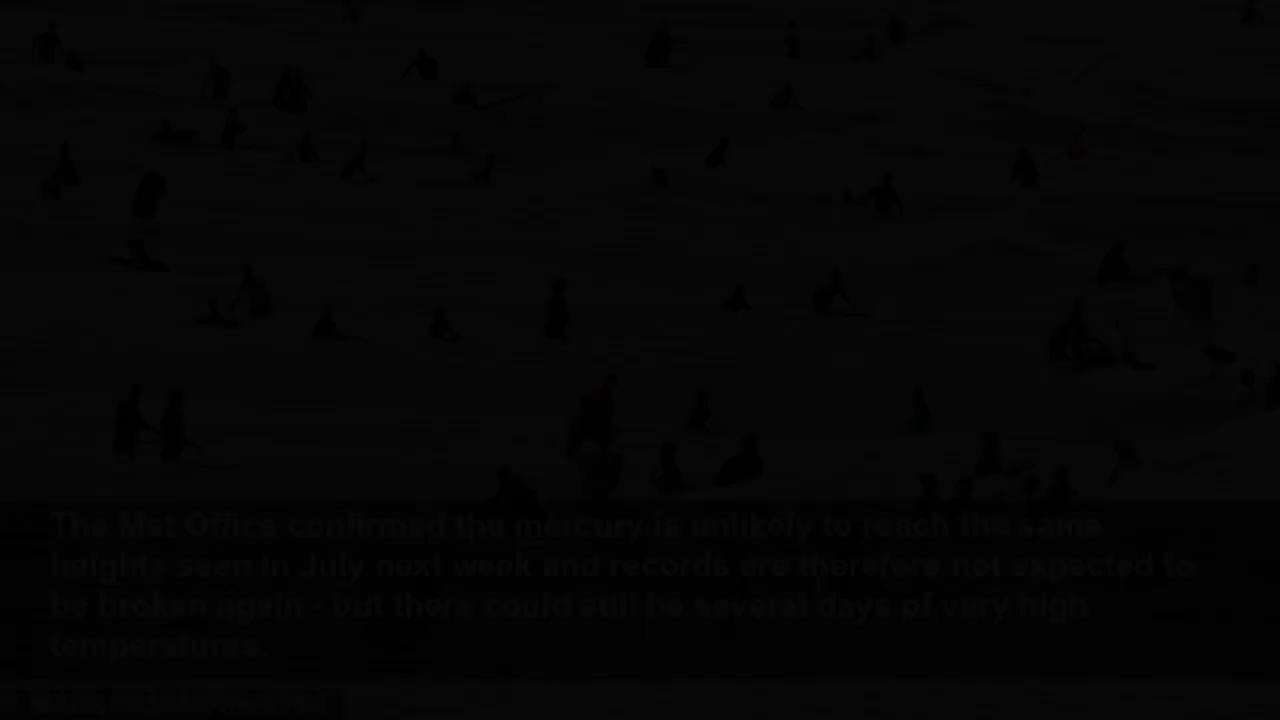 The Met Office confirmed the mercury is unlikely to reach the same
heights seen in July next week and records are therefore not expected to
be broken again - but there could still be several days of very high
temperatures.